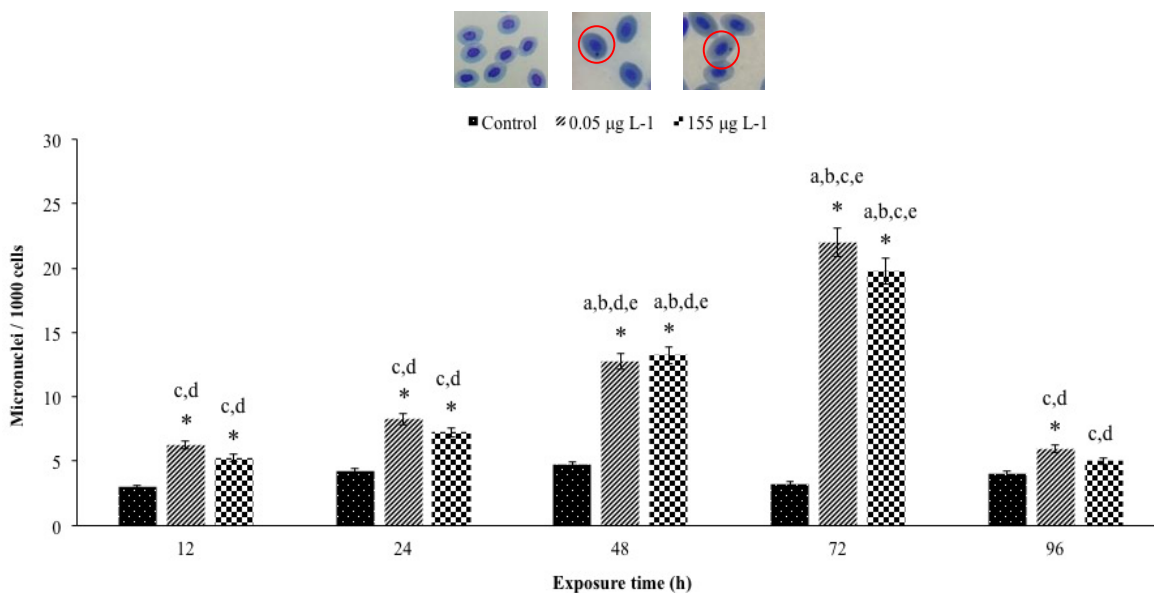 Control 0.05 µg L-1 155 µg L-1
30
25
20
15
10
5
0
Micronuclei / 1000 cells
c,d
*
c,d
*
c,d
*
c,d
*
a,b,d,e
*
a,b,d,e
*
a,b,c,e
*
a,b,c,e
*
c,d
*
c,d
12 24 48 72 96
Exposure time (h)